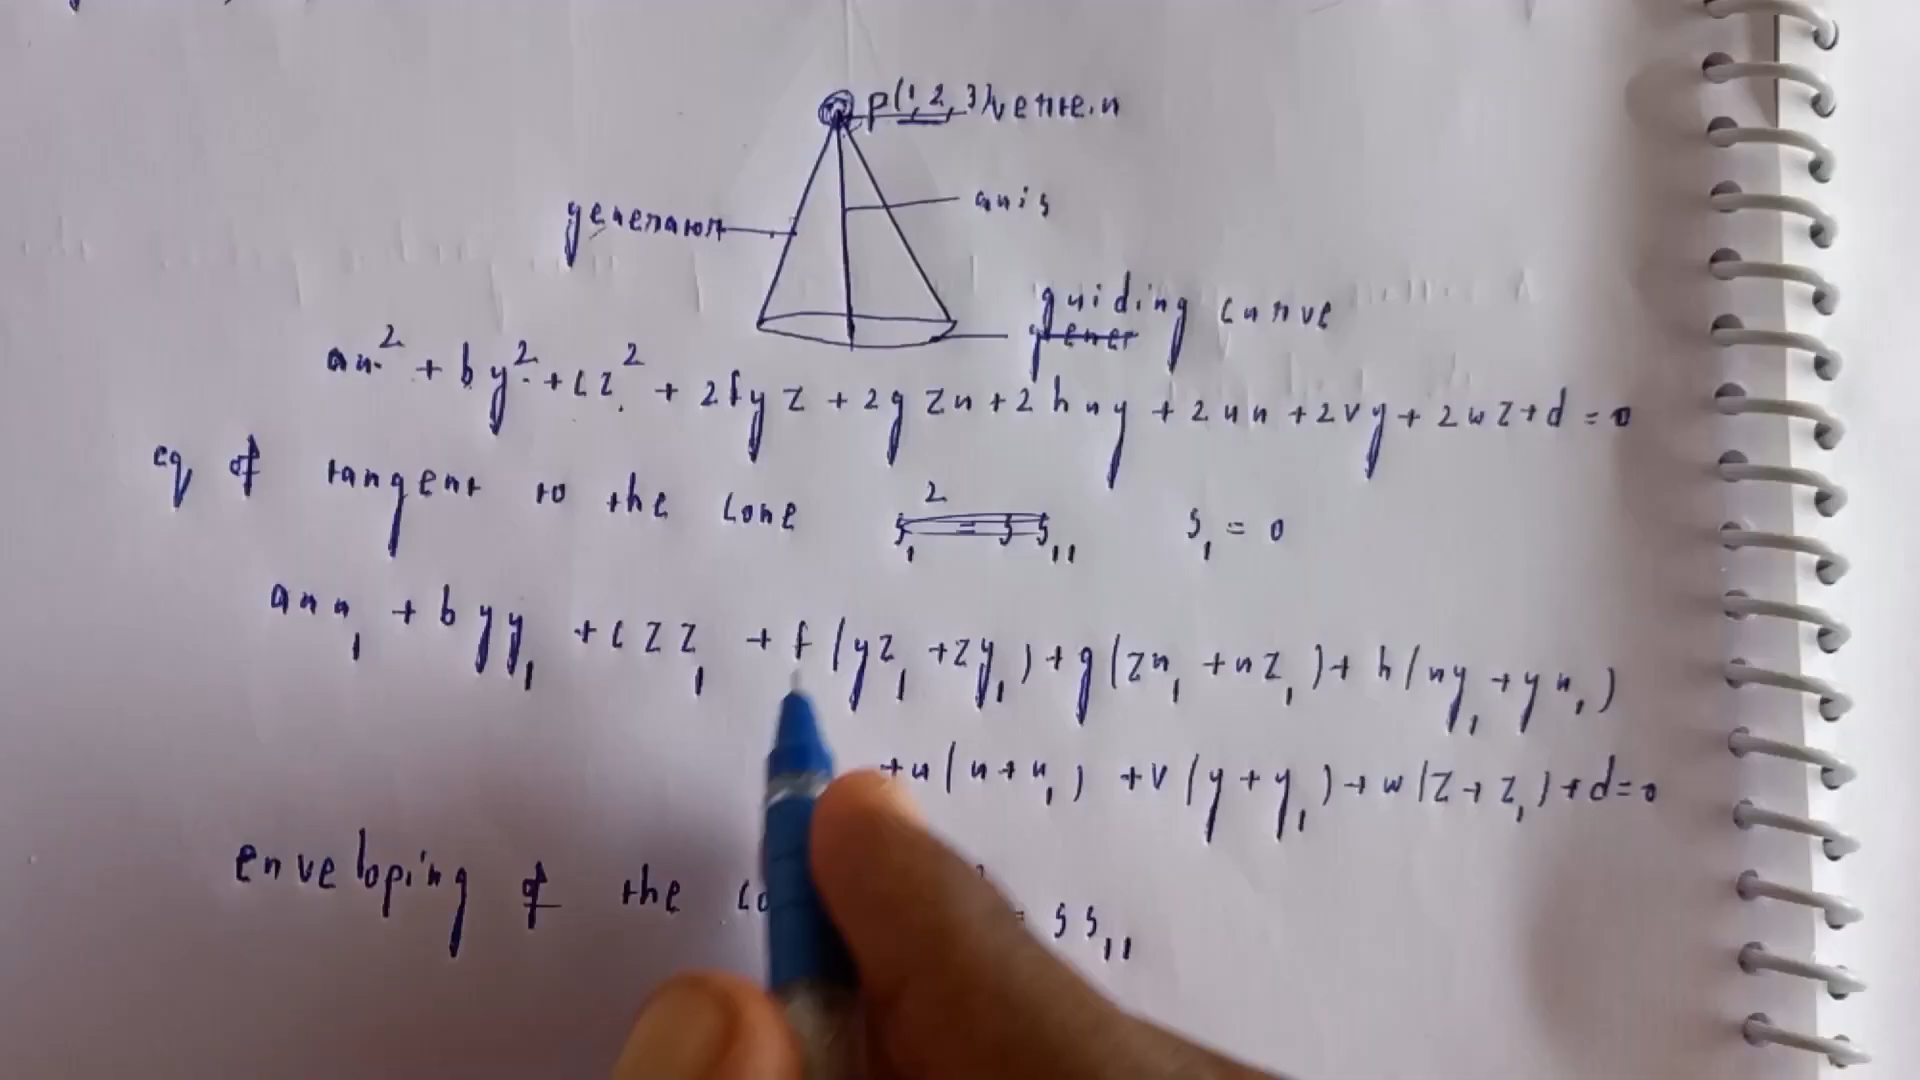 P(1, 2, 3) vertex
axis
generator
guiding curve
ax² + by² + cz² + 2fyz + 2gzx + 2hxy + 2ux + 2vy + 2wz + d = 0
eq of tangent to the cone S₁² = S S₁₁ S₁ = 0
axx₁ + byy₁ + czz₁ + f(yz₁ + zy₁) + g(zx₁ + xz₁) + h(xy₁ + yx₁)
+ u(x + x₁) + v(y + y₁) + w(z + z₁) + d = 0
enveloping of the = S S₁₁